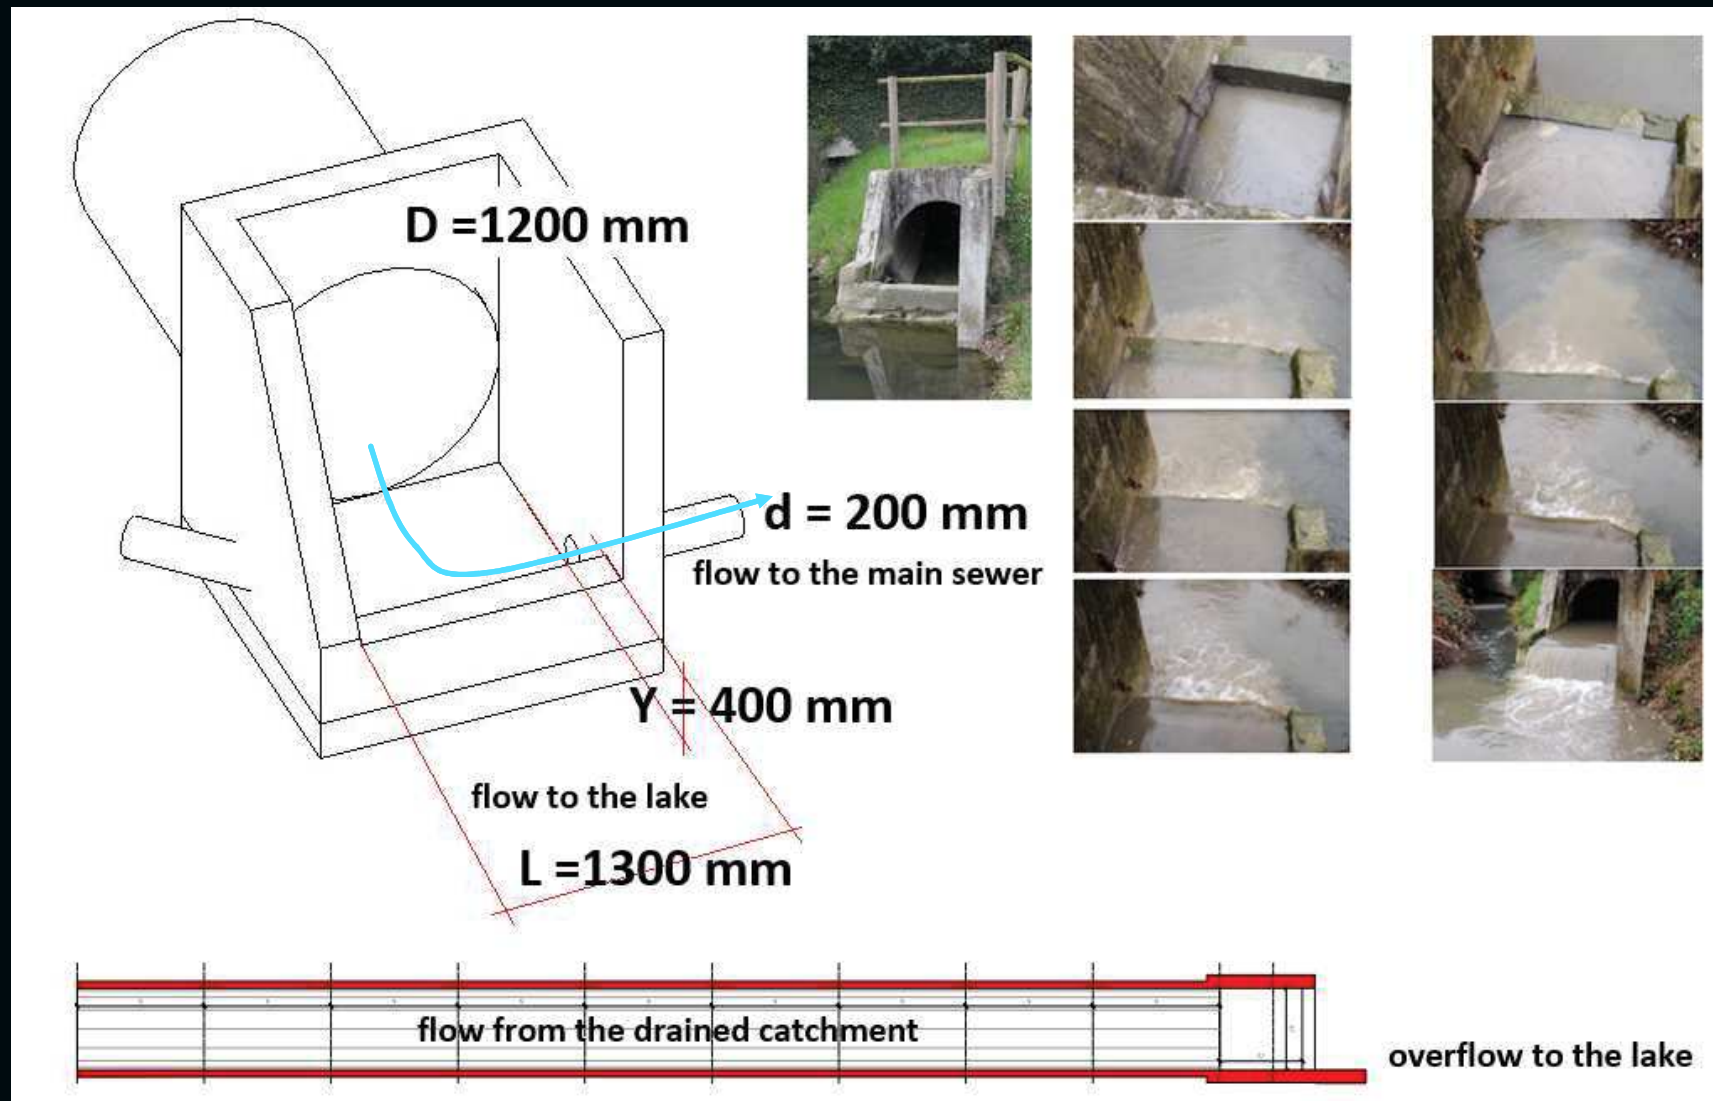 D =1200 mm
d = 200 mm
flow to the main sewer
Y = 400 mm
flow to the lake
L =1300 mm
flow from the drained catchment
overflow to the lake